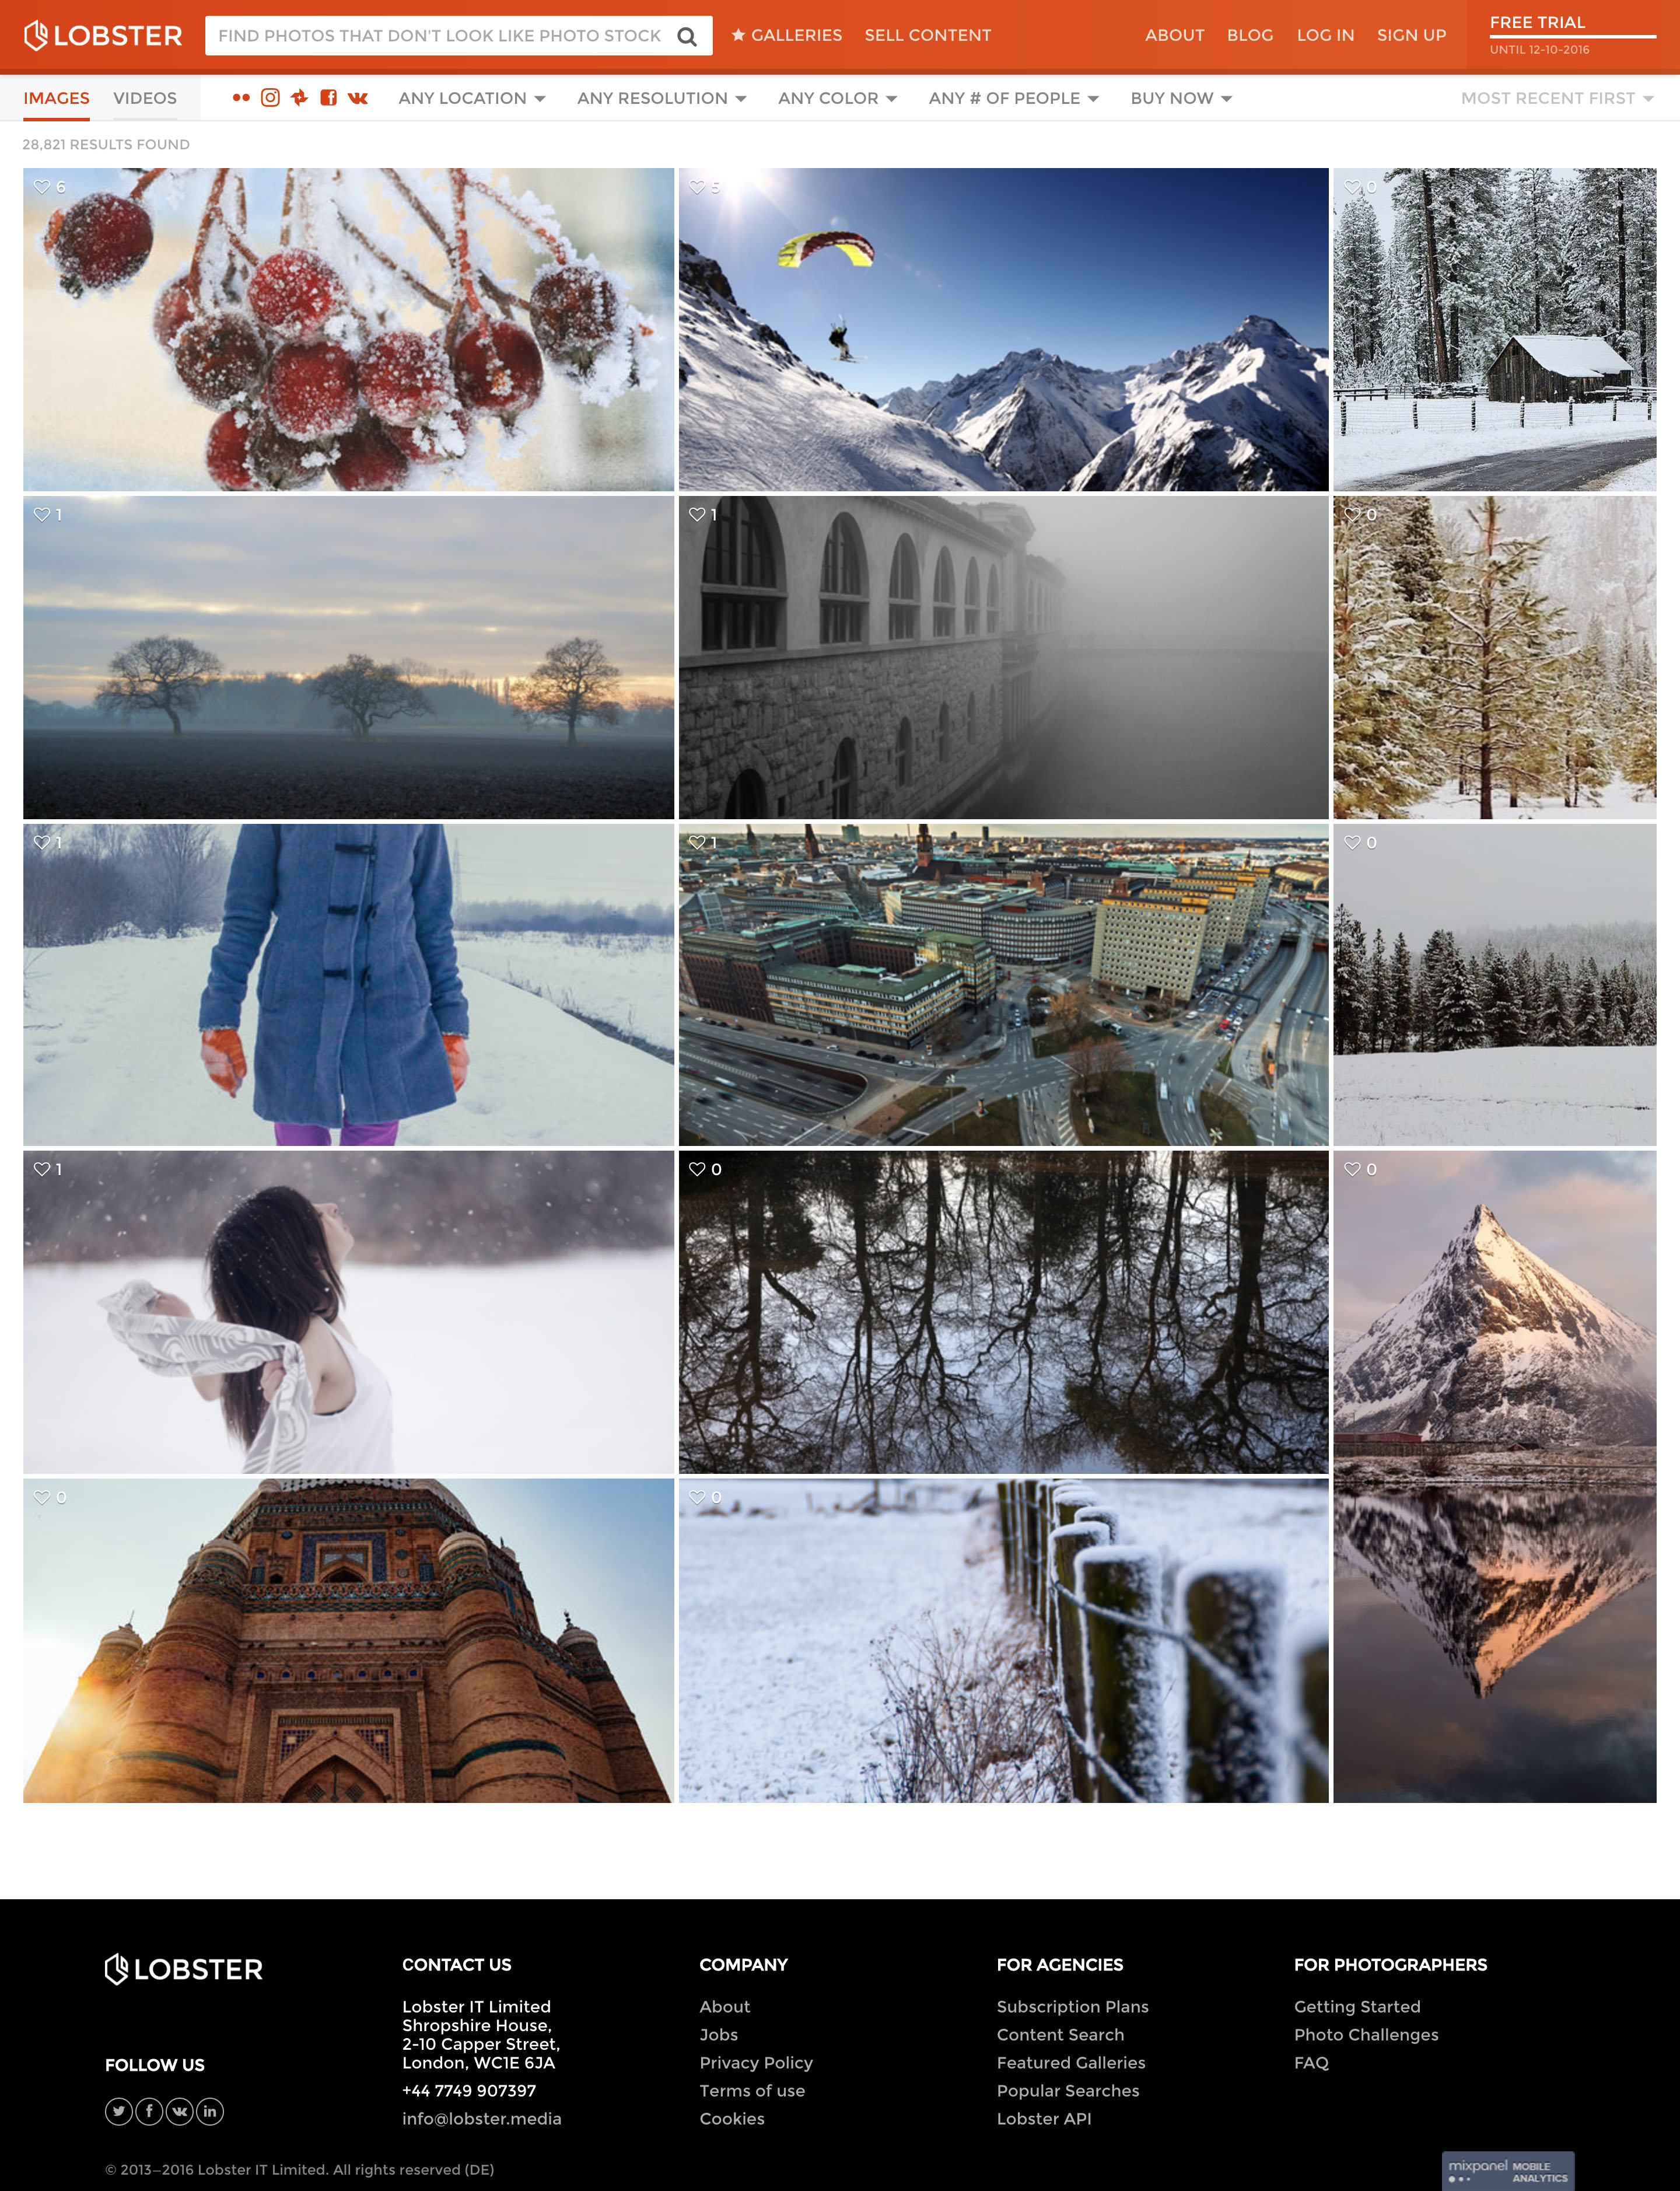 LOBSTER
FIND PHOTOS THAT DON'T LOOK LIKE PHOTO STOCK
GALLERIES
SELL CONTENT
ABOUT
BLOG
LOG IN
SIGN UP
FREE TRIAL
UNTIL 12-10-2016
IMAGES
VIDEOS
ANY LOCATION
ANY RESOLUTION
ANY COLOR
ANY # OF PEOPLE
BUY NOW
MOST RECENT FIRST
28,821 RESULTS FOUND
6
5
0
1
1
0
1
1
0
1
0
0
0
0
LOBSTER
FOLLOW US
CONTACT US
Lobster IT Limited
Shropshire House,
2-10 Capper Street,
London, WC1E 6JA
+44 7749 907397
info@lobster.media
COMPANY
About
Jobs
Privacy Policy
Terms of use
Cookies
FOR AGENCIES
Subscription Plans
Content Search
Featured Galleries
Popular Searches
Lobster API
FOR PHOTOGRAPHERS
Getting Started
Photo Challenges
FAQ
© 2013–2016 Lobster IT Limited. All rights reserved (DE)
mixpanel MOBILE
ANALYTICS